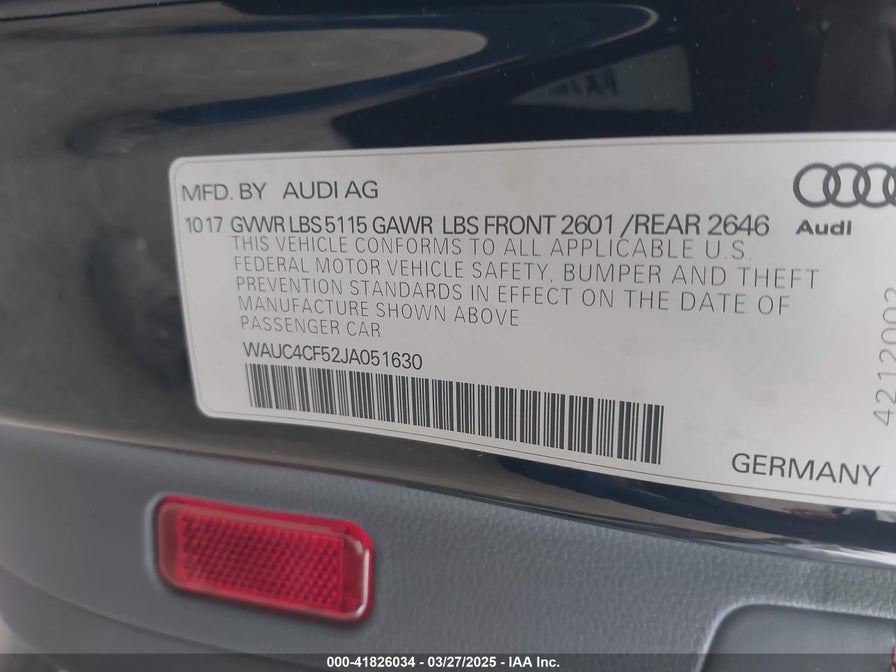 MFD. BY AUDI AG
Audi
1017 GVWR LBS 5115 GAWR LBS FRONT 2601 /REAR 2646
THIS VEHICLE CONFORMS TO ALL APPLICABLE U.S.
FEDERAL MOTOR VEHICLE SAFETY, BUMPER AND THEFT
PREVENTION STANDARDS IN EFFECT ON THE DATE OF
MANUFACTURE SHOWN ABOVE
PASSENGER CAR
WAUC4CF52JA051630
GERMANY
4212002
000-41826034 - 03/27/2025 - IAA Inc.